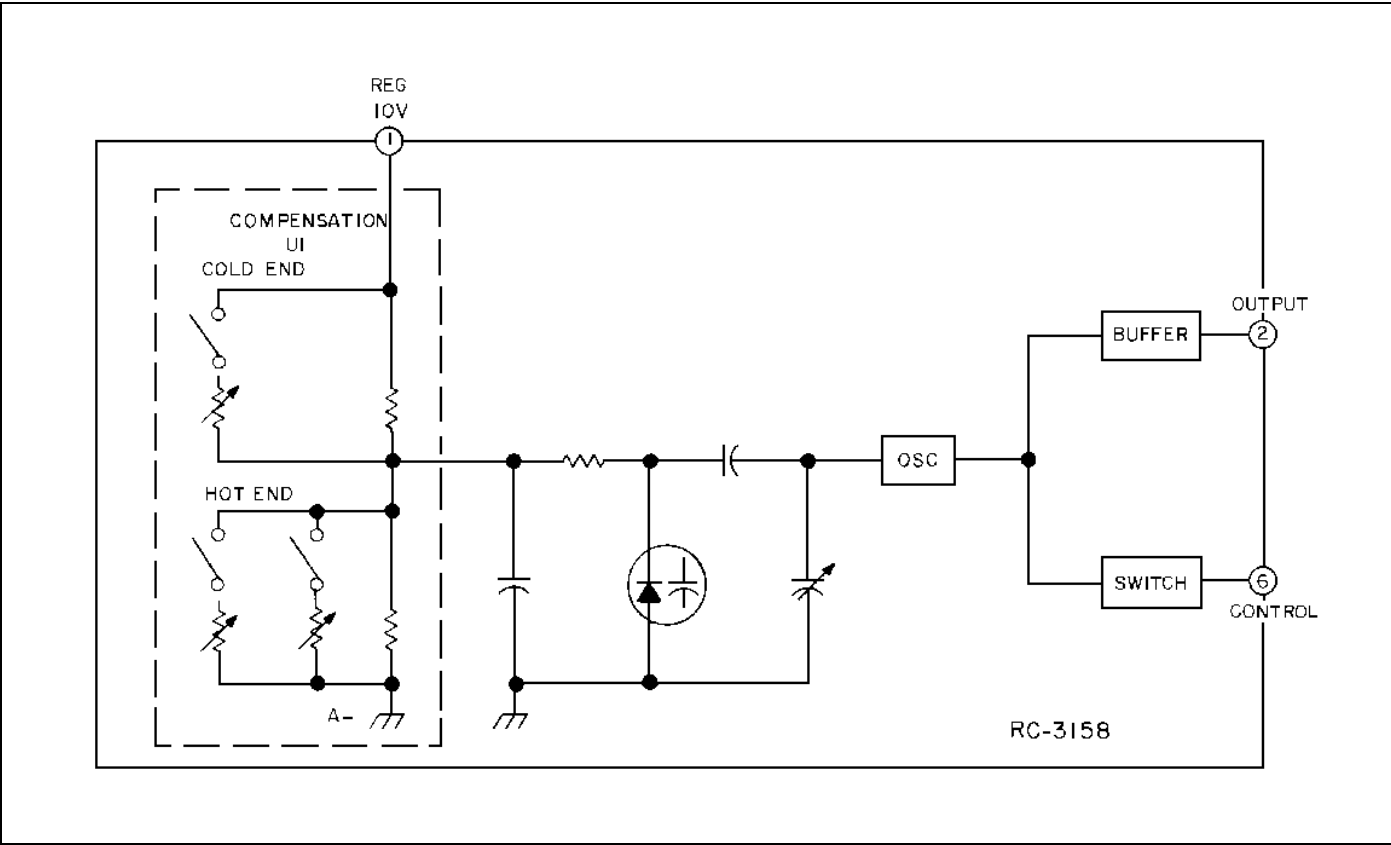 REG
10V
1
COMPENSATION
U1
COLD END
OUTPUT
BUFFER
2
OSC
HOT END
SWITCH
6
CONTROL
A-
RC-3158